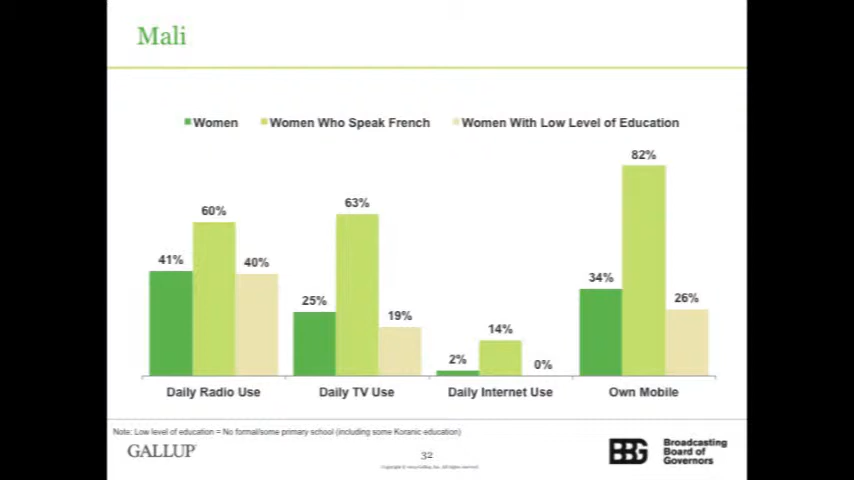 Mali
Women Women Who Speak French Women With Low Level of Education
82%
63%
60%
41% 40%
34%
25% 26%
19%
14%
2% 0%
Daily Radio Use Daily TV Use Daily Internet Use Own Mobile
Note: Low level of education = No formal/some primary school (including some Koranic education)
GALLUP 32 BBG Broadcasting
Board of
Governors